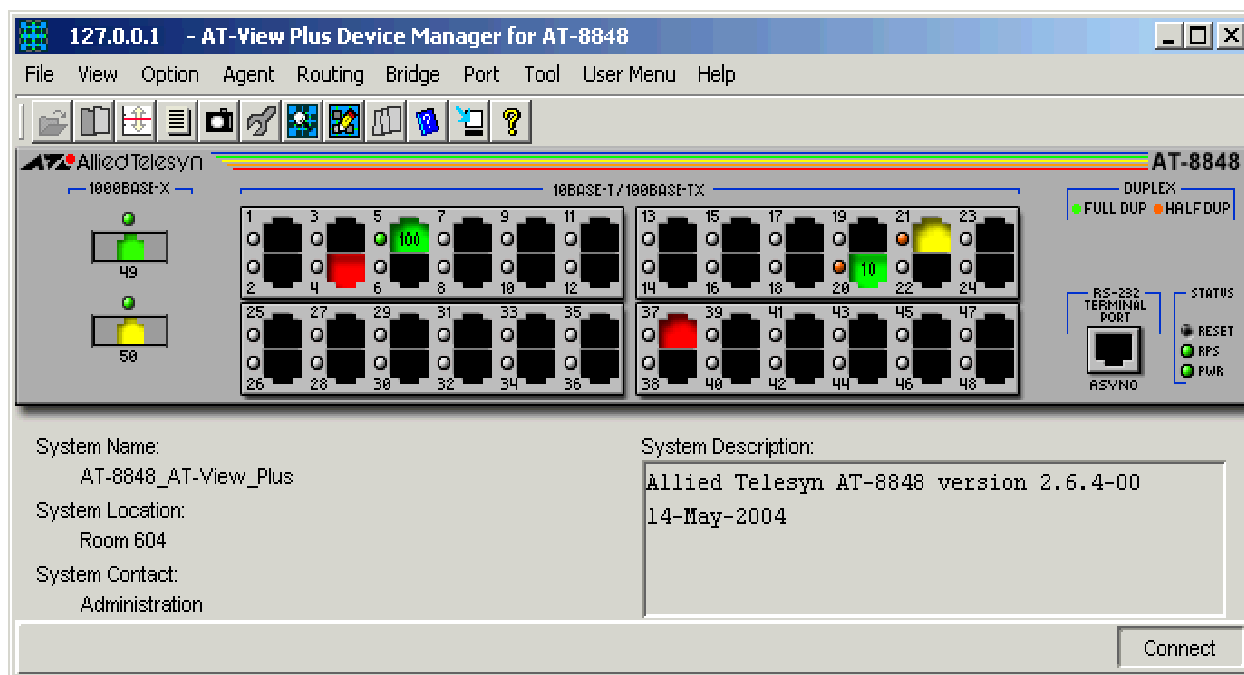 127.0.0.1 - AT-View Plus Device Manager for AT-8848
File View Option Agent Routing Bridge Port Tool User Menu Help
Allied Telesyn AT-8848
1000BASE-X 10BASE-T/100BASE-TX DUPLEX
FULL DUP HALF DUP
1 3 5 7 9 11 13 15 17 19 21 23
100
10
49
2 4 6 8 10 12 14 16 18 20 22 24
RS-232 TERMINAL PORT
STATUS
25 27 29 31 33 35 37 39 41 43 45 47
RESET
RPS
PWR
50
26 28 30 32 34 36 38 40 42 44 46 48
ASYN0
System Name:
AT-8848_AT-View_Plus
System Location:
Room 604
System Contact:
Administration
System Description:
Allied Telesyn AT-8848 version 2.6.4-00
14-May-2004
Connect